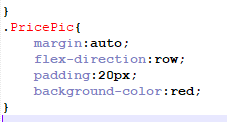 }
.PricePic{
margin:auto;
flex-direction:row;
padding:20px;
background-color:red;
}